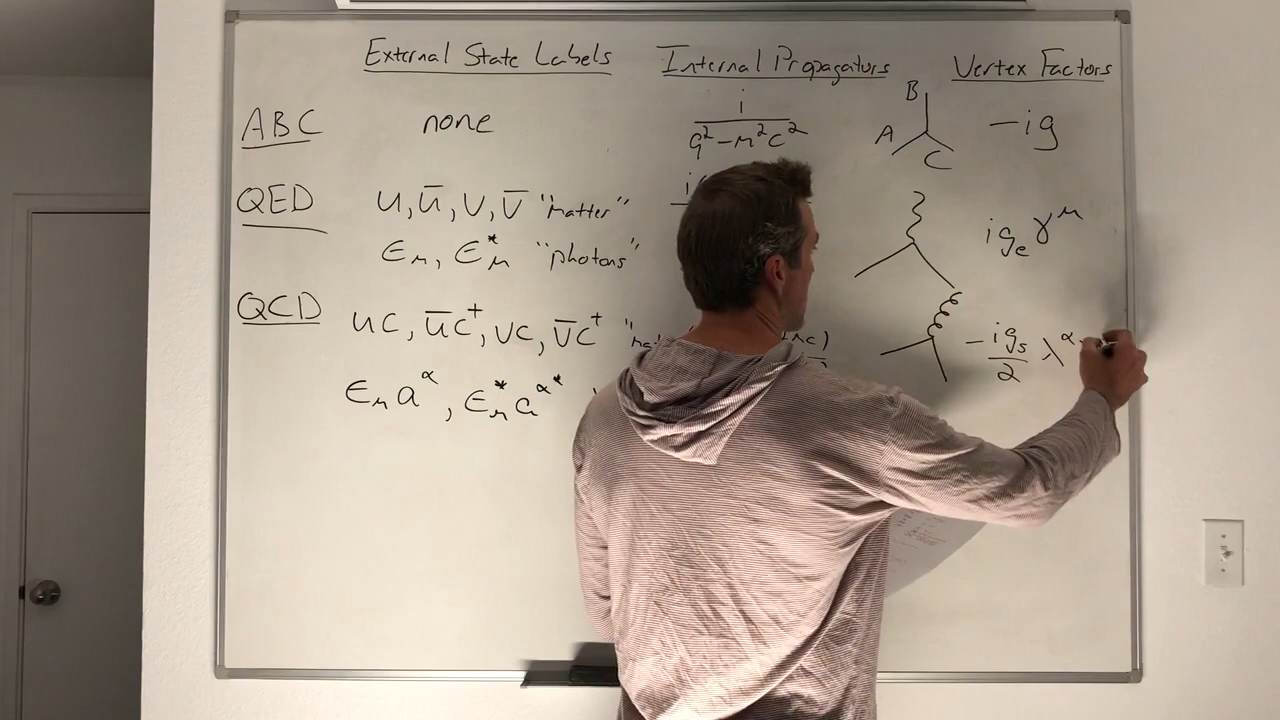 External State Labels Internal Propagators Vertex Factors
ABC none i/(q²-m²c²) B A C -ig
QED u, ū, v, v̄ "matter"
ϵ_μ, ϵ*_μ "photons" ig_e γ^μ
QCD uc, ūc†, vc, v̄c† -ig_s/2 λ^α
ϵ_μ a^α, ϵ*_μ a^α*